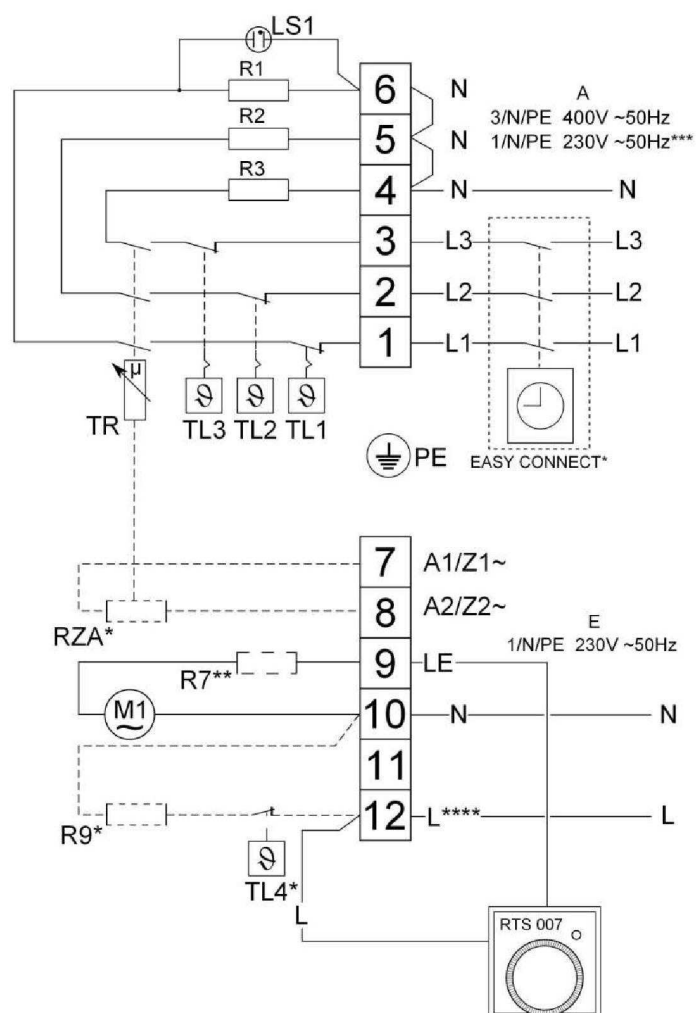 LS1
R1
6 N A
3/N/PE 400V ~50Hz
R2
5 N 1/N/PE 230V ~50Hz***
R3
4 N N
3 L3 L3
2 L2 L2
1 L1 L1
μ
TR
ϑ ϑ ϑ
TL3 TL2 TL1
PE
EASY CONNECT*
7 A1/Z1~
8 A2/Z2~
RZA*
E
1/N/PE 230V ~50Hz
9 LE
R7**
M1
~
10 N N
11
12 L**** L
R9*
ϑ
TL4*
L
RTS 007